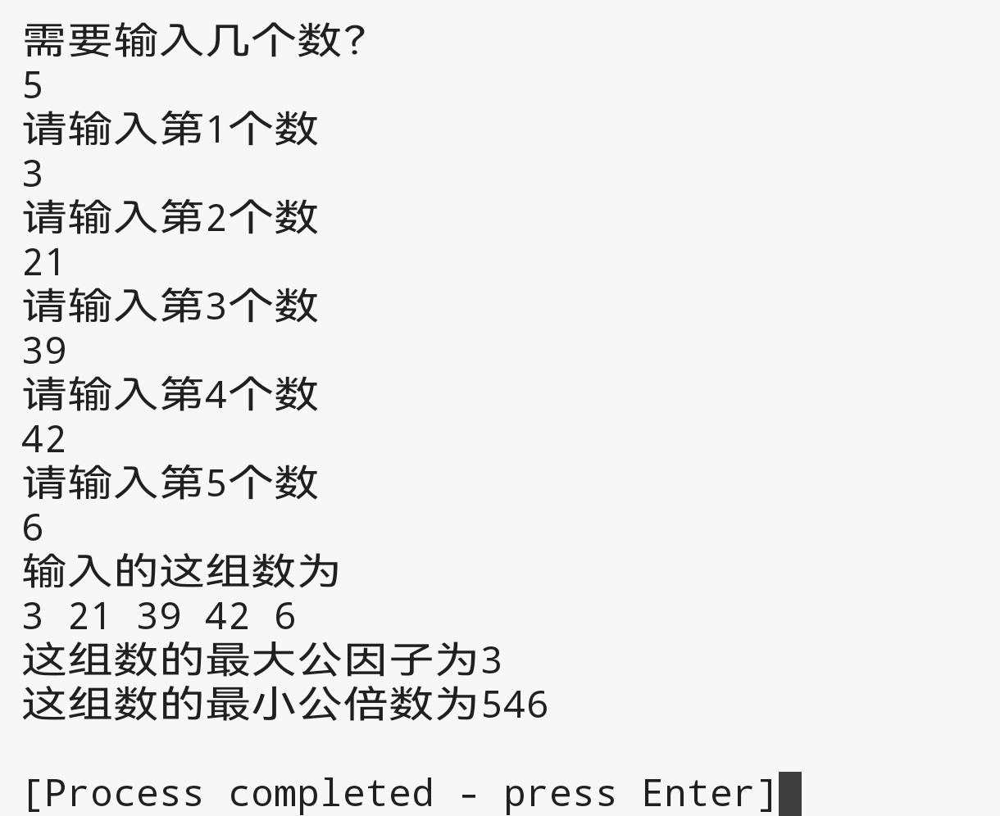 需要输入几个数？
5
请输入第1个数
3
请输入第2个数
21
请输入第3个数
39
请输入第4个数
42
请输入第5个数
6
输入的这组数为
3 21 39 42 6
这组数的最大公因子为3
这组数的最小公倍数为546
[Process completed - press Enter]